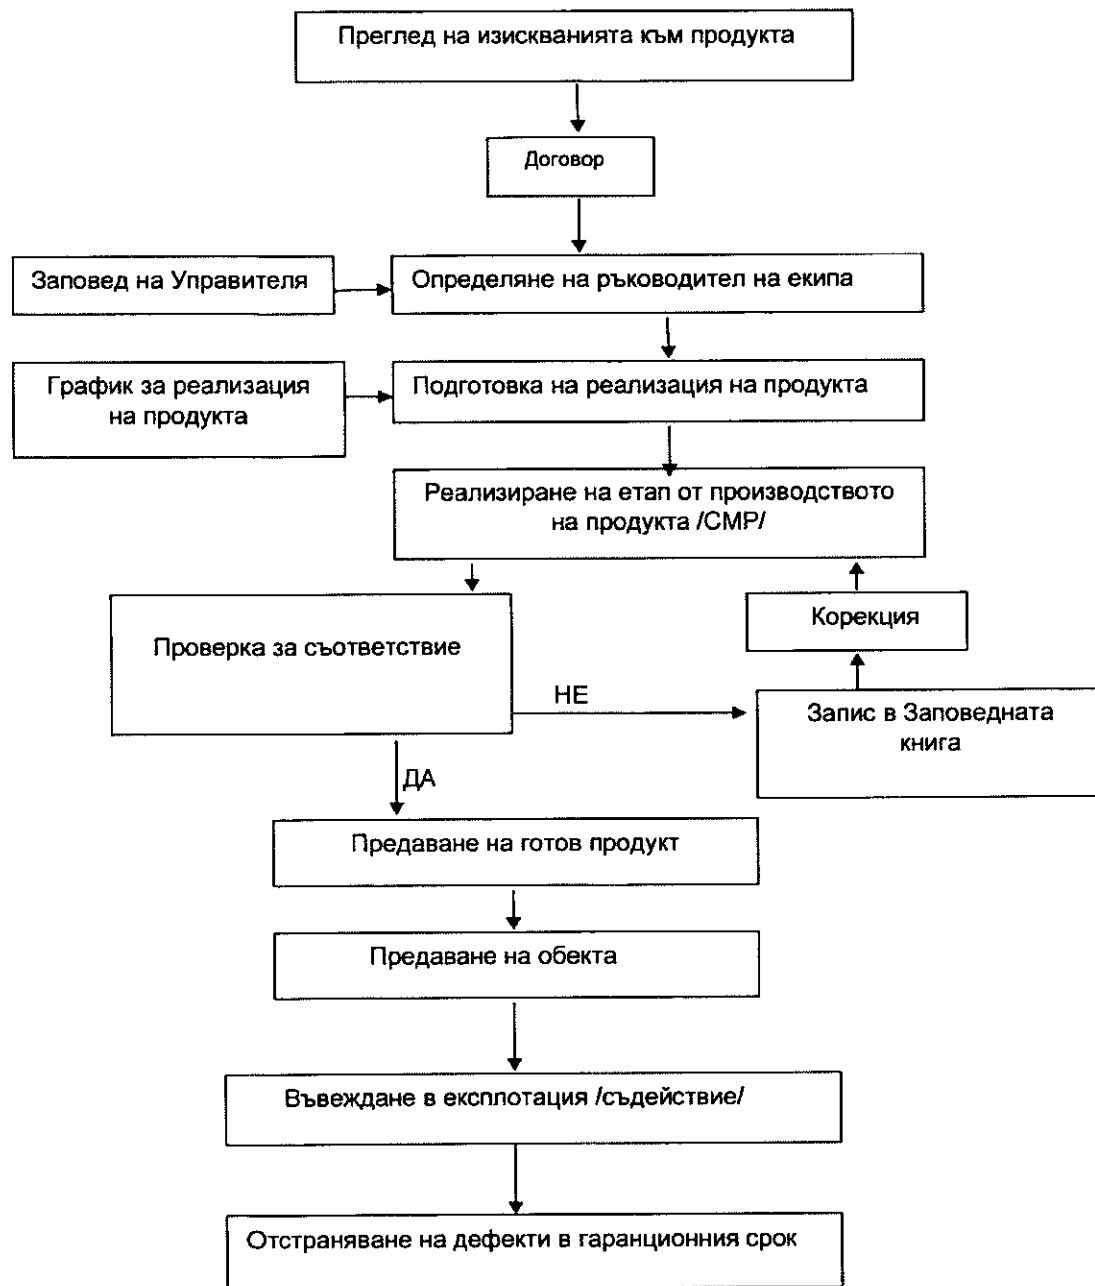 Преглед на изискванията към продукта
Договор
Заповед на Управителя
Определяне на ръководител на екипа
График за реализация
на продукта
Подготовка на реализация на продукта
Реализиране на етап от производството
на продукта /СМР/
Проверка за съответствие
Корекция
НЕ
Запис в Заповедната
книга
ДА
Предаване на готов продукт
Предаване на обекта
Въвеждане в експлотация /съдействие/
Отстраняване на дефекти в гаранционния срок